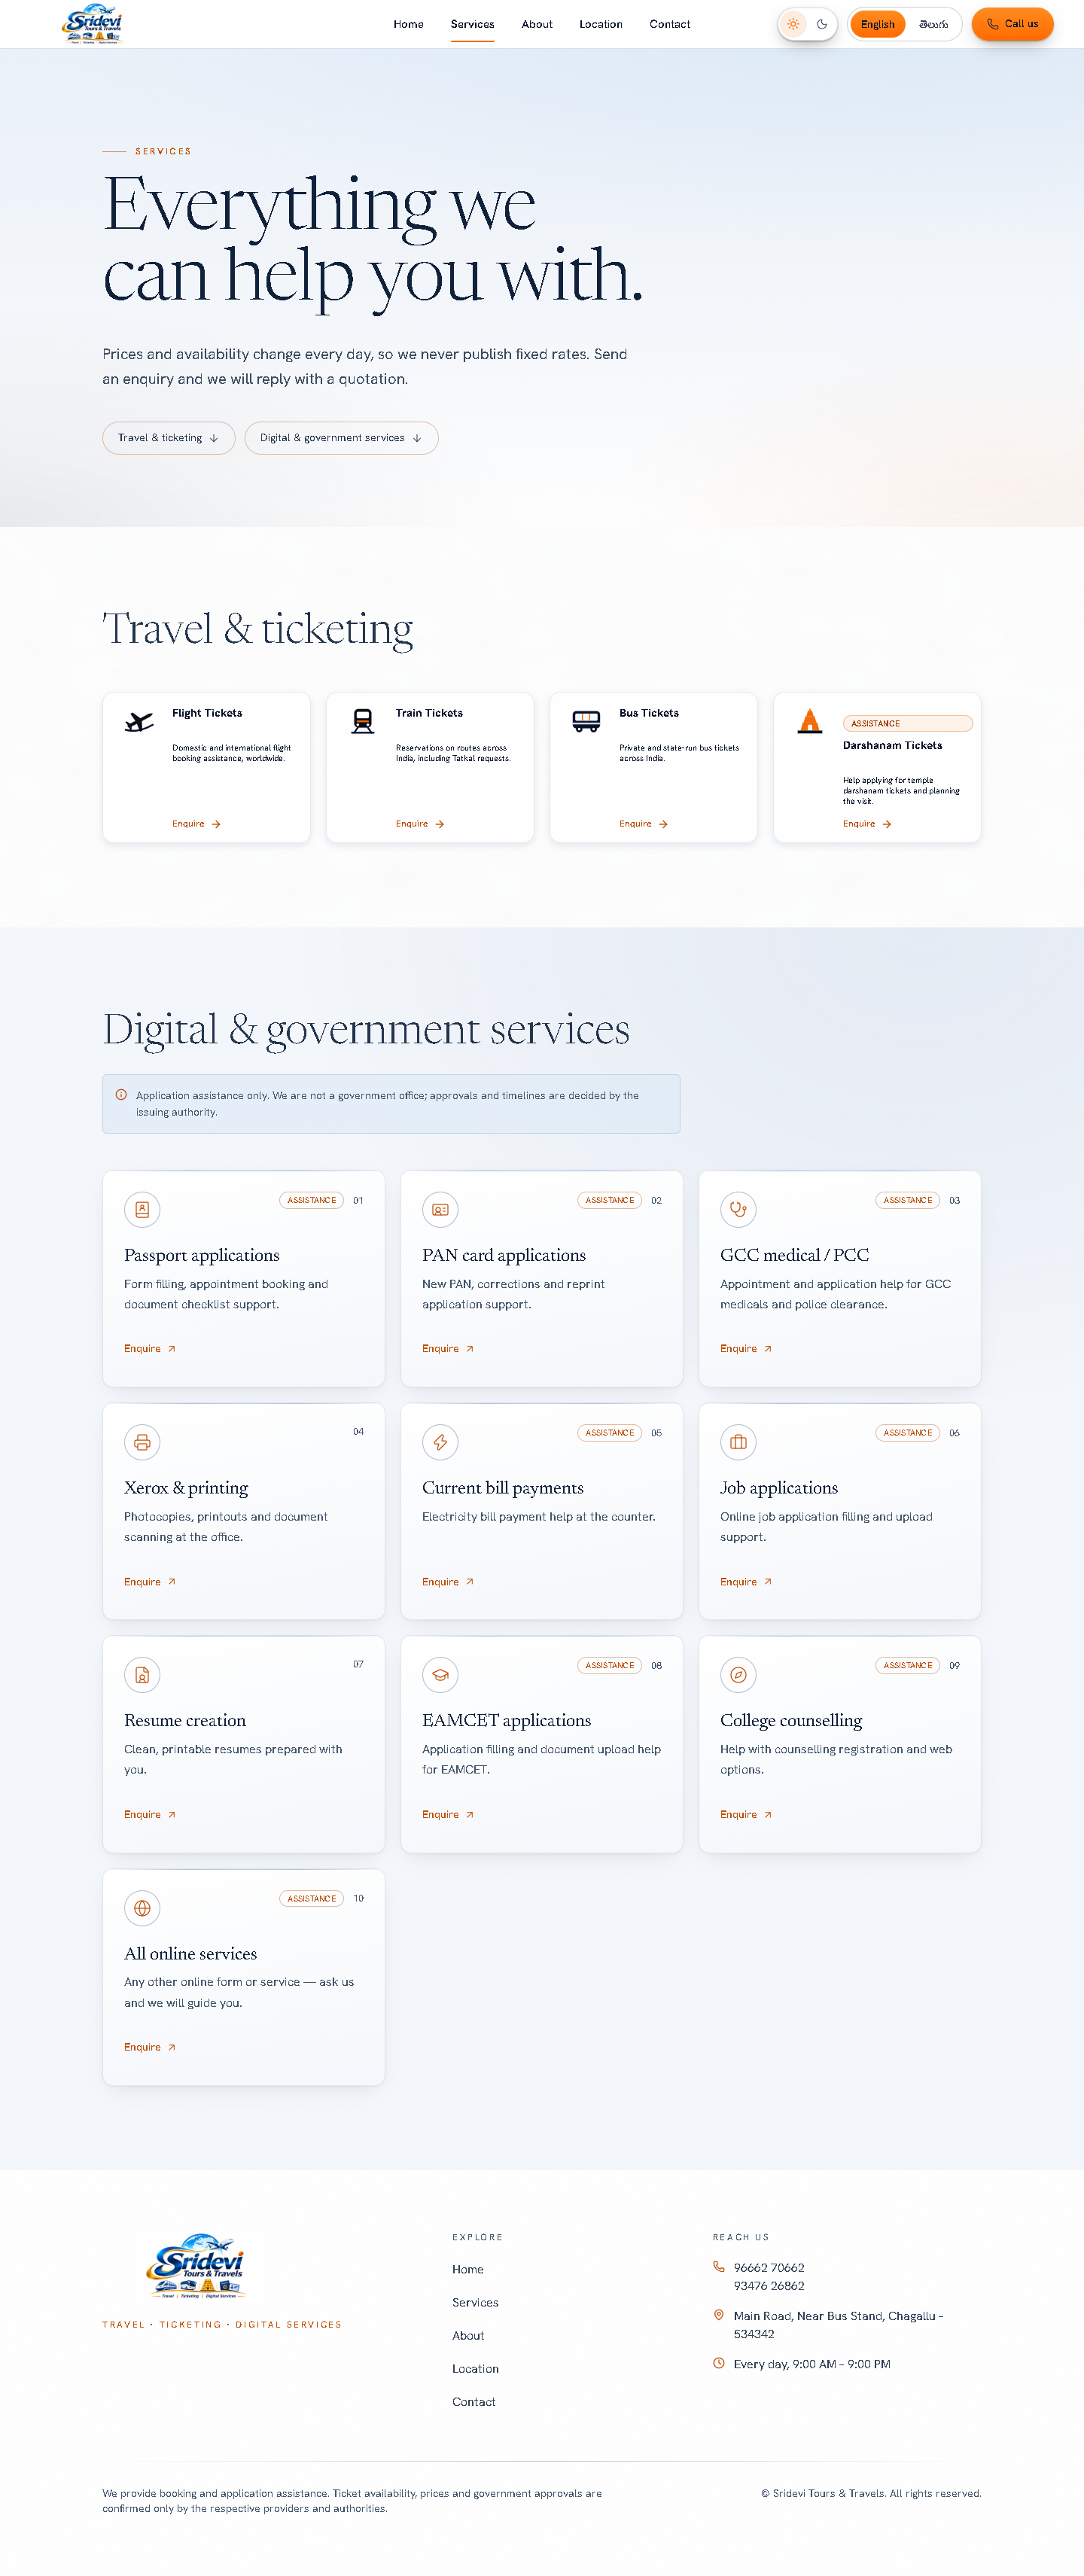 Sridevi
Tours & Travels
Home
Services
About
Location
Contact
English
తెలుగు
Call us
SERVICES
Everything we
can help you with.
Prices and availability change every day, so we never publish fixed rates. Send
an enquiry and we will reply with a quotation.
Travel & ticketing
Digital & government services
Travel & ticketing
Flight Tickets
Domestic and international flight
booking assistance, worldwide.
Enquire
Train Tickets
Reservations on routes across
India, including Tatkal requests.
Enquire
Bus Tickets
Private and state-run bus tickets
across India.
Enquire
ASSISTANCE
Darshanam Tickets
Help applying for temple
darshanam tickets and planning
the visit.
Enquire
Digital & government services
Application assistance only. We are not a government office; approvals and timelines are decided by the
issuing authority.
ASSISTANCE 01
Passport applications
Form filling, appointment booking and
document checklist support.
Enquire
ASSISTANCE 02
PAN card applications
New PAN, corrections and reprint
application support.
Enquire
ASSISTANCE 03
GCC medical / PCC
Appointment and application help for GCC
medicals and police clearance.
Enquire
04
Xerox & printing
Photocopies, printouts and document
scanning at the office.
Enquire
ASSISTANCE 05
Current bill payments
Electricity bill payment help at the counter.
Enquire
ASSISTANCE 06
Job applications
Online job application filling and upload
support.
Enquire
07
Resume creation
Clean, printable resumes prepared with
you.
Enquire
ASSISTANCE 08
EAMCET applications
Application filling and document upload help
for EAMCET.
Enquire
ASSISTANCE 09
College counselling
Help with counselling registration and web
options.
Enquire
ASSISTANCE 10
All online services
Any other online form or service — ask us
and we will guide you.
Enquire
Sridevi
Tours & Travels
Travel | Ticketing | Digital Services
TRAVEL • TICKETING • DIGITAL SERVICES
EXPLORE
Home
Services
About
Location
Contact
REACH US
96662 70662
93476 26862
Main Road, Near Bus Stand, Chagallu –
534342
Every day, 9:00 AM – 9:00 PM
We provide booking and application assistance. Ticket availability, prices and government approvals are
confirmed only by the respective providers and authorities.
© Sridevi Tours & Travels. All rights reserved.